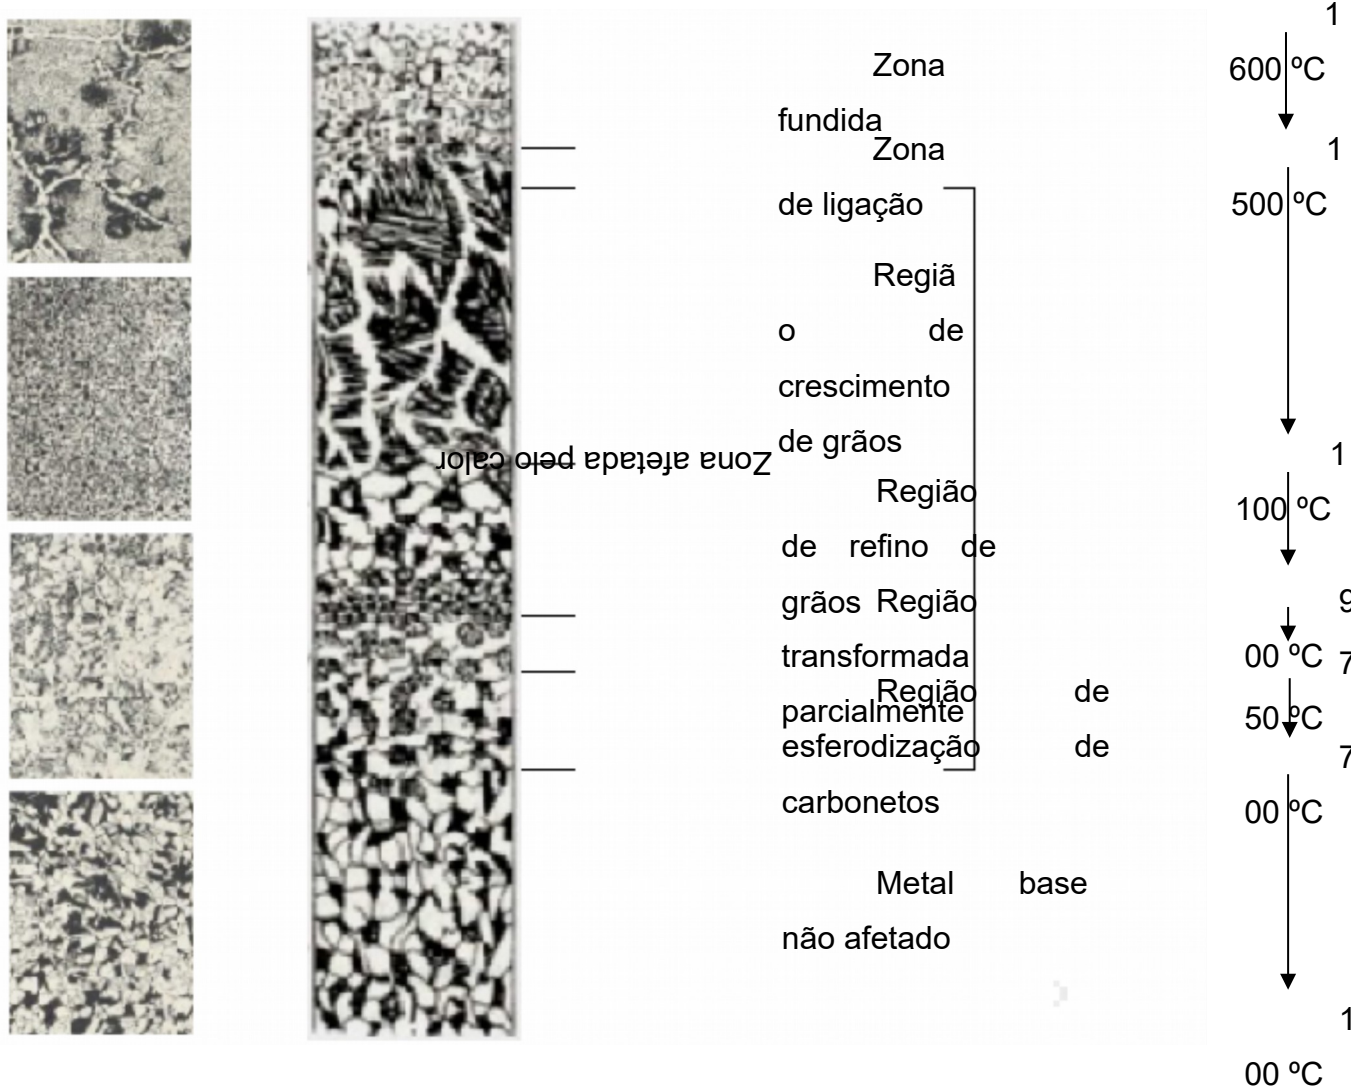 Zona
fundida
Zona
de ligação
Regiã
o de
crescimento
de grãos
Região
de refino de
grãos
Região
transformada
parcialmente
Região de
esferodização de
carbonetos
Metal base
não afetado
Zona afetada pelo calor
1
600 ºC
1
500 ºC
1
100 ºC
9
00 ºC
7
50 ºC
7
00 ºC
1
00 ºC